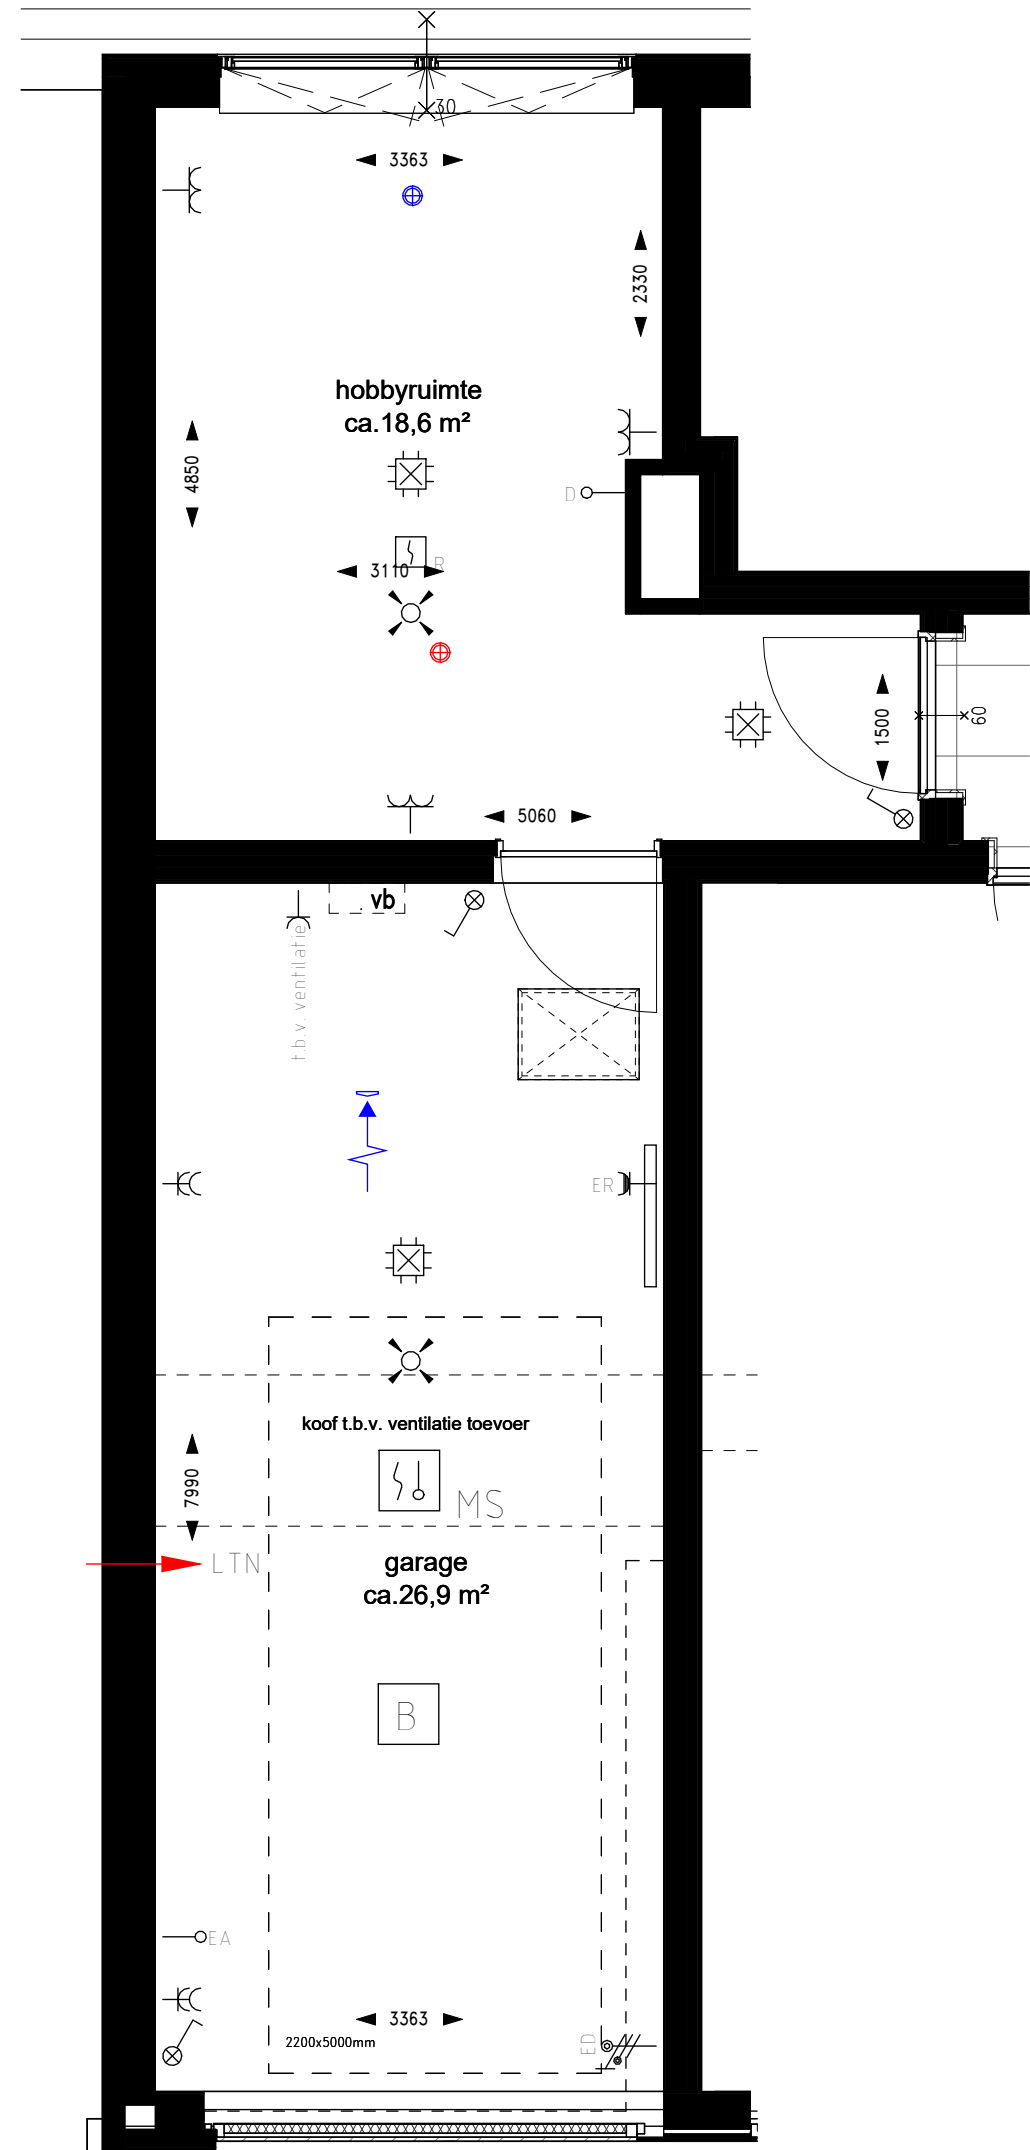 30
3363
2330
hobbyruimte
ca.18,6 m²
4850
D
R
3110
1500
60
5060
vb
t.b.v. ventilatie
ER
koof t.b.v. ventilatie toevoer
7990
MS
LTN
garage
ca.26,9 m²
B
EA
3363
2200x5000mm
ED